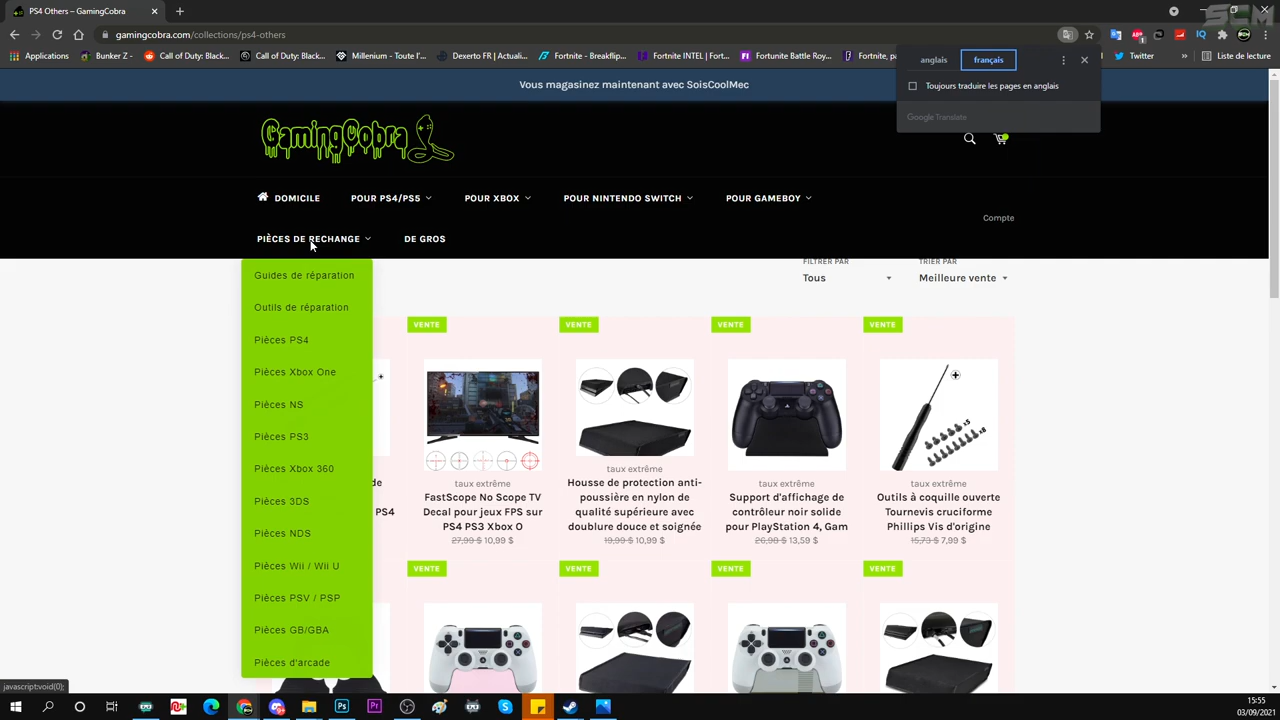 PS4 Others – GamingCobra
gamingcobra.com/collections/ps4-others
Applications
Bunker Z -
Call of Duty: Black...
Call of Duty: Black...
Millenium - Toute l'...
Dexerto FR | Actuali...
Fortnite - Breakflip...
Fortnite INTEL | For...
Fortunite Battle Roy...
Fortnite, pa
Twitter
»
Liste de lecture
anglais
français
Toujours traduire les pages en anglais
Google Translate
Vous magasinez maintenant avec SoisCoolMec
GamingCobra
DOMICILE
POUR PS4/PS5
POUR XBOX
POUR NINTENDO SWITCH
POUR GAMEBOY
Compte
PIÈCES DE RECHANGE
DE GROS
FILTRER PAR
TRIER PAR
Tous
Meilleure vente
Guides de réparation
Outils de réparation
Pièces PS4
Pièces Xbox One
Pièces NS
Pièces PS3
Pièces Xbox 360
Pièces 3DS
Pièces NDS
Pièces Wii / Wii U
Pièces PSV / PSP
Pièces GB/GBA
Pièces d'arcade
VENTE
VENTE
VENTE
VENTE
de
PS4
taux extrême
FastScope No Scope TV
Decal pour jeux FPS sur
PS4 PS3 Xbox O
27,99 $ 10,99 $
taux extrême
Housse de protection anti-
poussière en nylon de
qualité supérieure avec
doublure douce et soignée
19,99 $ 10,99 $
taux extrême
Support d'affichage de
contrôleur noir solide
pour PlayStation 4, Gam
26,98 $ 13,59 $
x5
x8
taux extrême
Outils à coquille ouverte
Tournevis cruciforme
Phillips Vis d'origine
15,73 $ 7,99 $
VENTE
VENTE
VENTE
VENTE
javascript:void(0);
15:55
03/09/2021